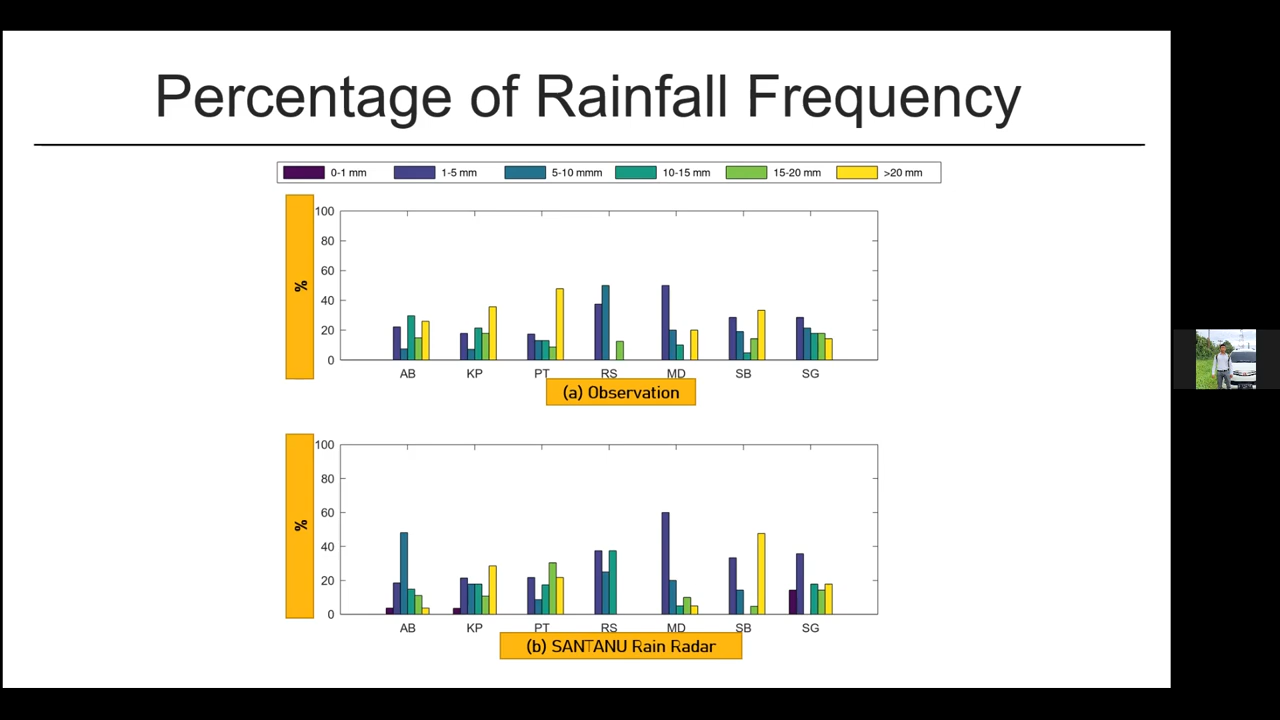 Percentage of Rainfall Frequency
0-1 mm 1-5 mm 5-10 mmm 10-15 mm 15-20 mm >20 mm
%
100
80
60
40
20
0
AB KP PT RS MD SB SG
(a) Observation
%
100
80
60
40
20
0
AB KP PT RS MD SB SG
(b) SANTANU Rain Radar